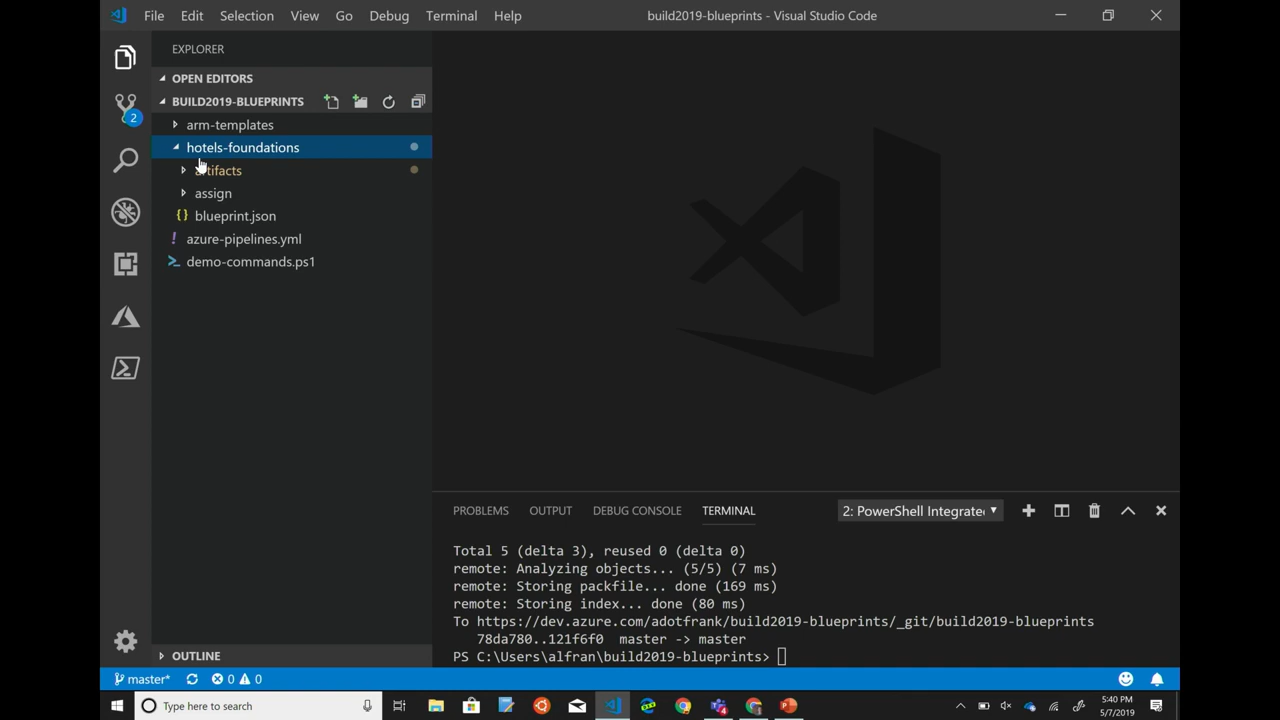 File Edit Selection View Go Debug Terminal Help
build2019-blueprints - Visual Studio Code
EXPLORER
OPEN EDITORS
BUILD2019-BLUEPRINTS
arm-templates
hotels-foundations
artifacts
assign
{} blueprint.json
! azure-pipelines.yml
demo-commands.ps1
2
OUTLINE
PROBLEMS OUTPUT DEBUG CONSOLE TERMINAL
2: PowerShell Integrate
Total 5 (delta 3), reused 0 (delta 0)
remote: Analyzing objects... (5/5) (7 ms)
remote: Storing packfile... done (169 ms)
remote: Storing index... done (80 ms)
To https://dev.azure.com/adotfrank/build2019-blueprints/_git/build2019-blueprints
78da780..121f6f0 master -> master
PS C:\Users\alfran\build2019-blueprints>
master* 0 0
Type here to search
5:40 PM
5/7/2019